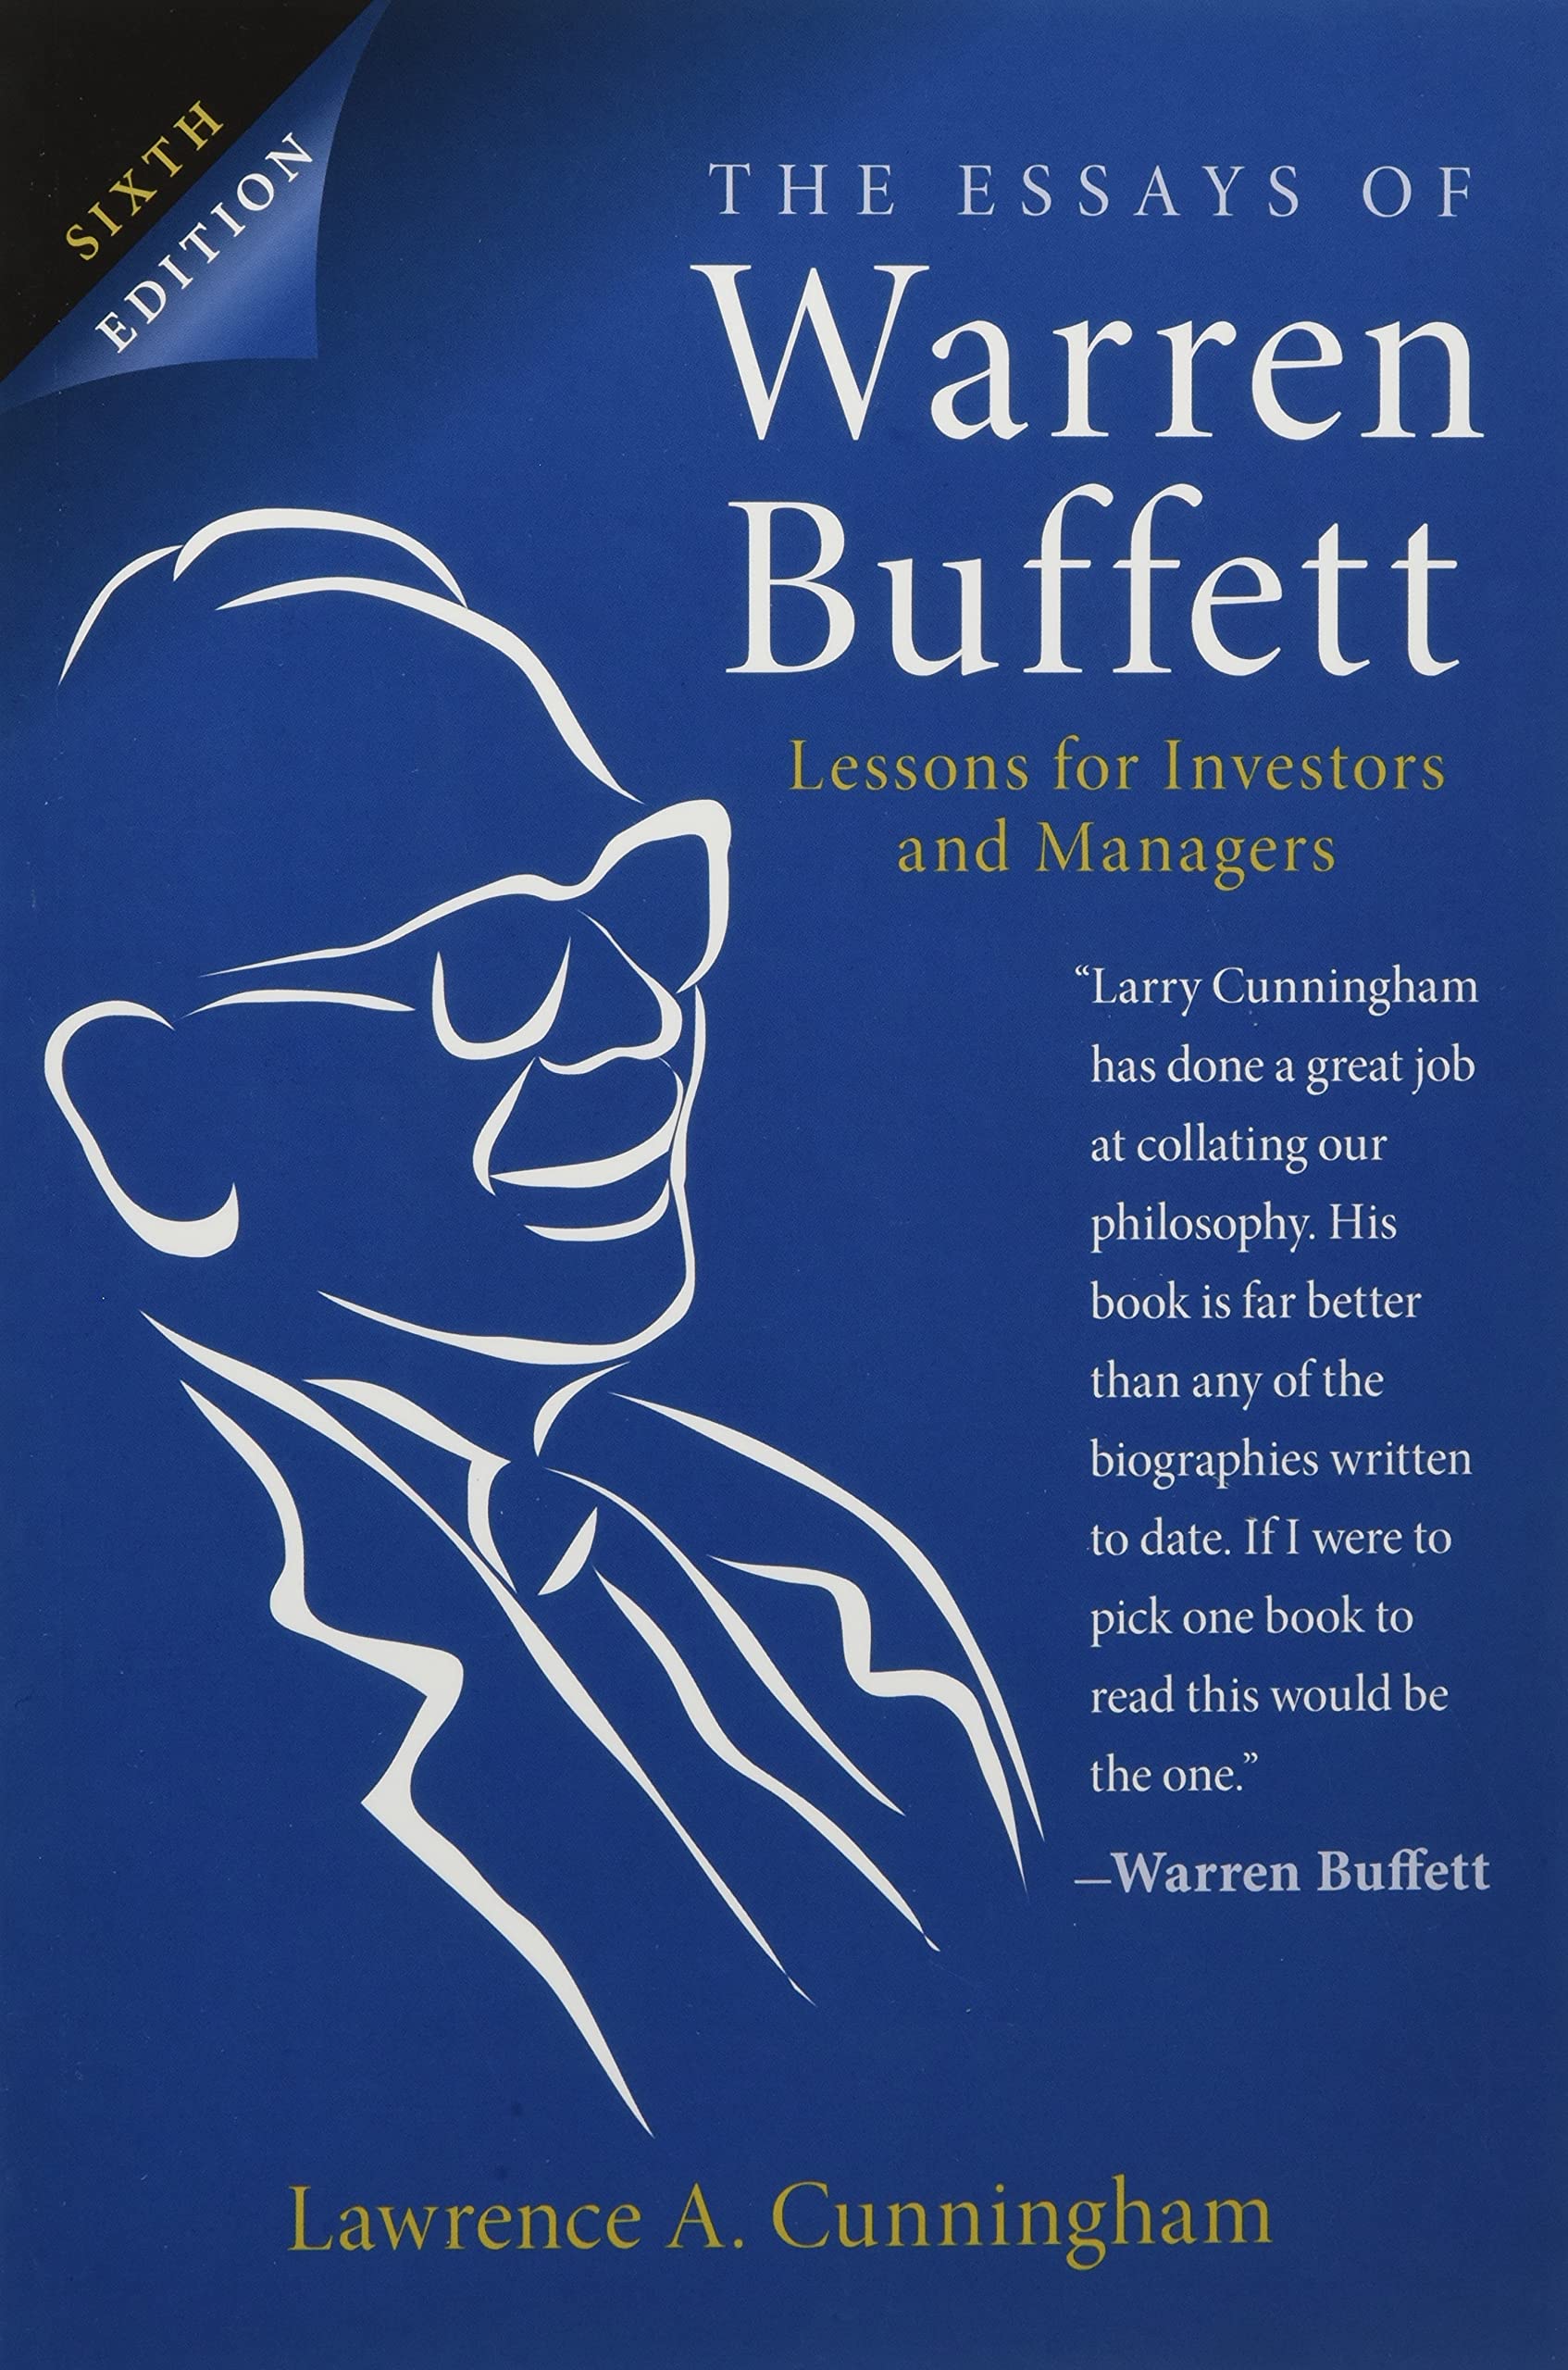 SIXTH
EDITION
THE ESSAYS OF
Warren
Buffett
Lessons for Investors
and Managers
“Larry Cunningham
has done a great job
at collating our
philosophy. His
book is far better
than any of the
biographies written
to date. If I were to
pick one book to
read this would be
the one.”
—Warren Buffett
Lawrence A. Cunningham